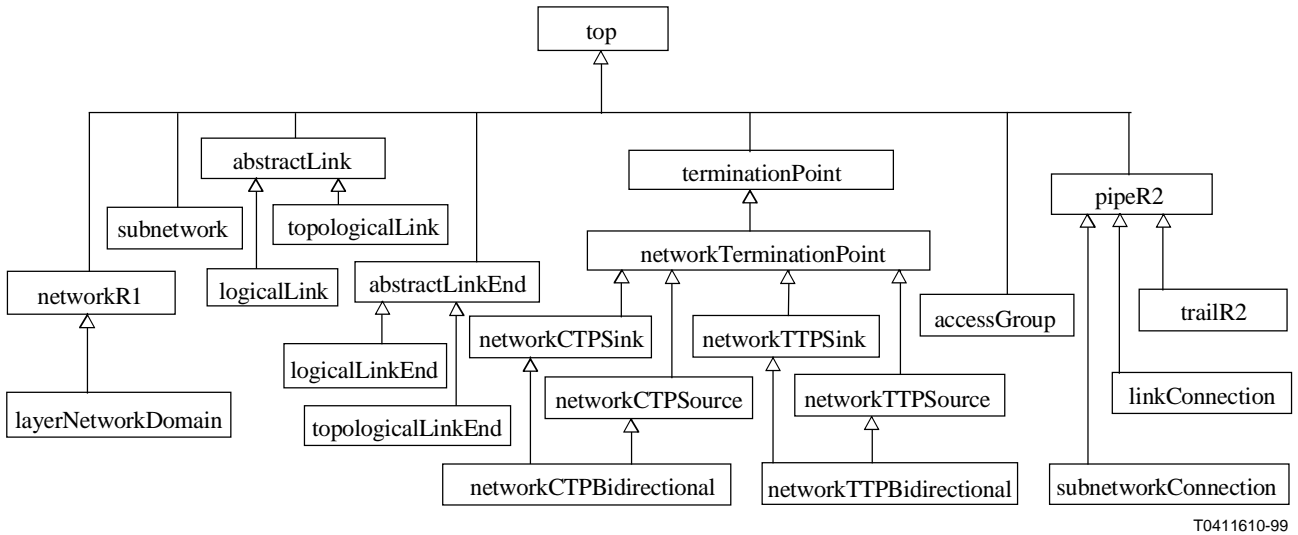 top
abstractLink
terminationPoint
pipeR2
subnetwork
topologicalLink
networkTerminationPoint
networkR1
logicalLink
abstractLinkEnd
accessGroup
trailR2
networkCTPSink
networkTTPSink
logicalLinkEnd
networkCTPSource
networkTTPSource
linkConnection
layerNetworkDomain
topologicalLinkEnd
networkCTPBidirectional
networkTTPBidirectional
subnetworkConnection
T0411610-99